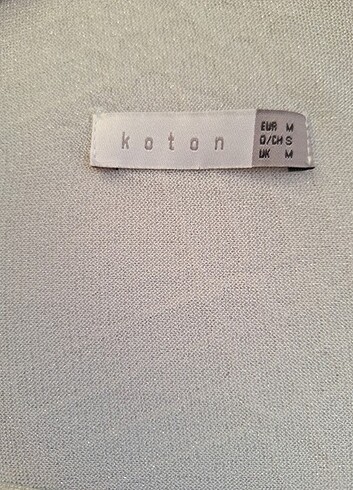 koton
EUR M
D/CH S
UK M